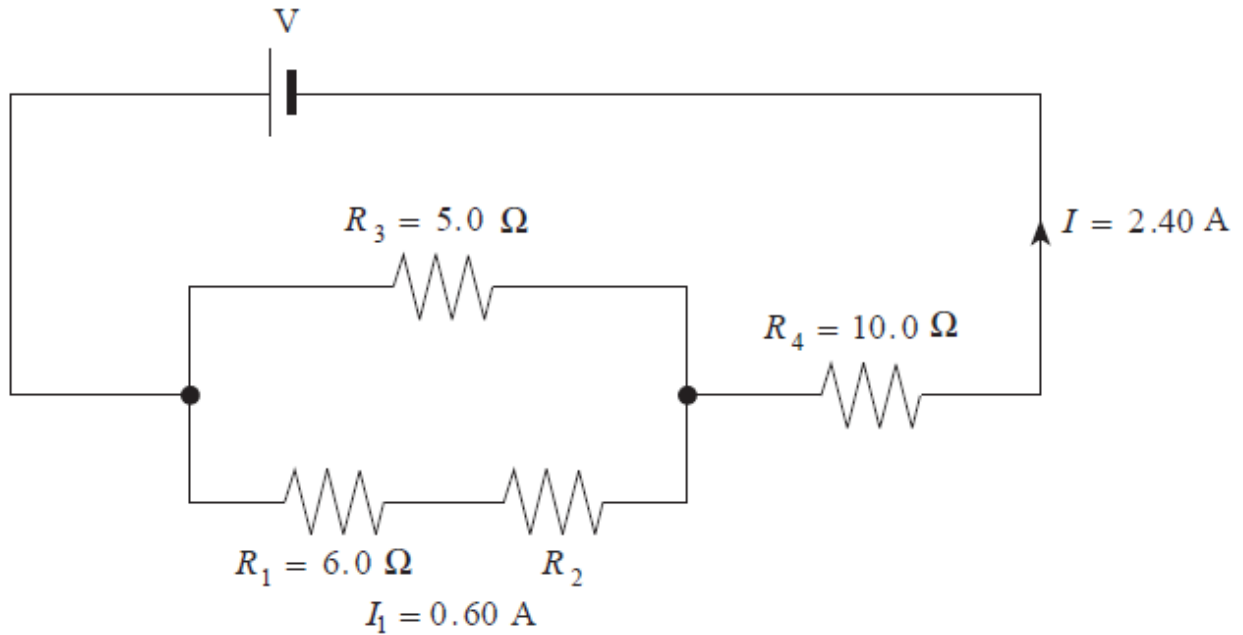 V
R₃ = 5.0 Ω
I = 2.40 A
R₄ = 10.0 Ω
R₁ = 6.0 Ω
R₂
I₁ = 0.60 A